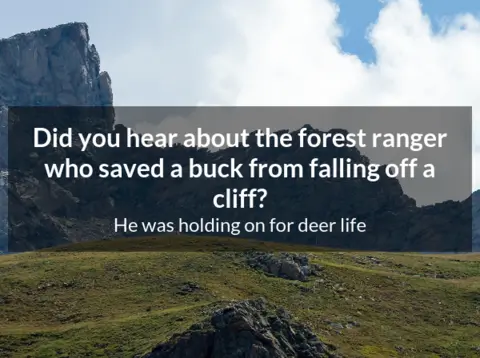 Did you hear about the forest ranger
who saved a buck from falling off a
cliff?
He was holding on for deer life